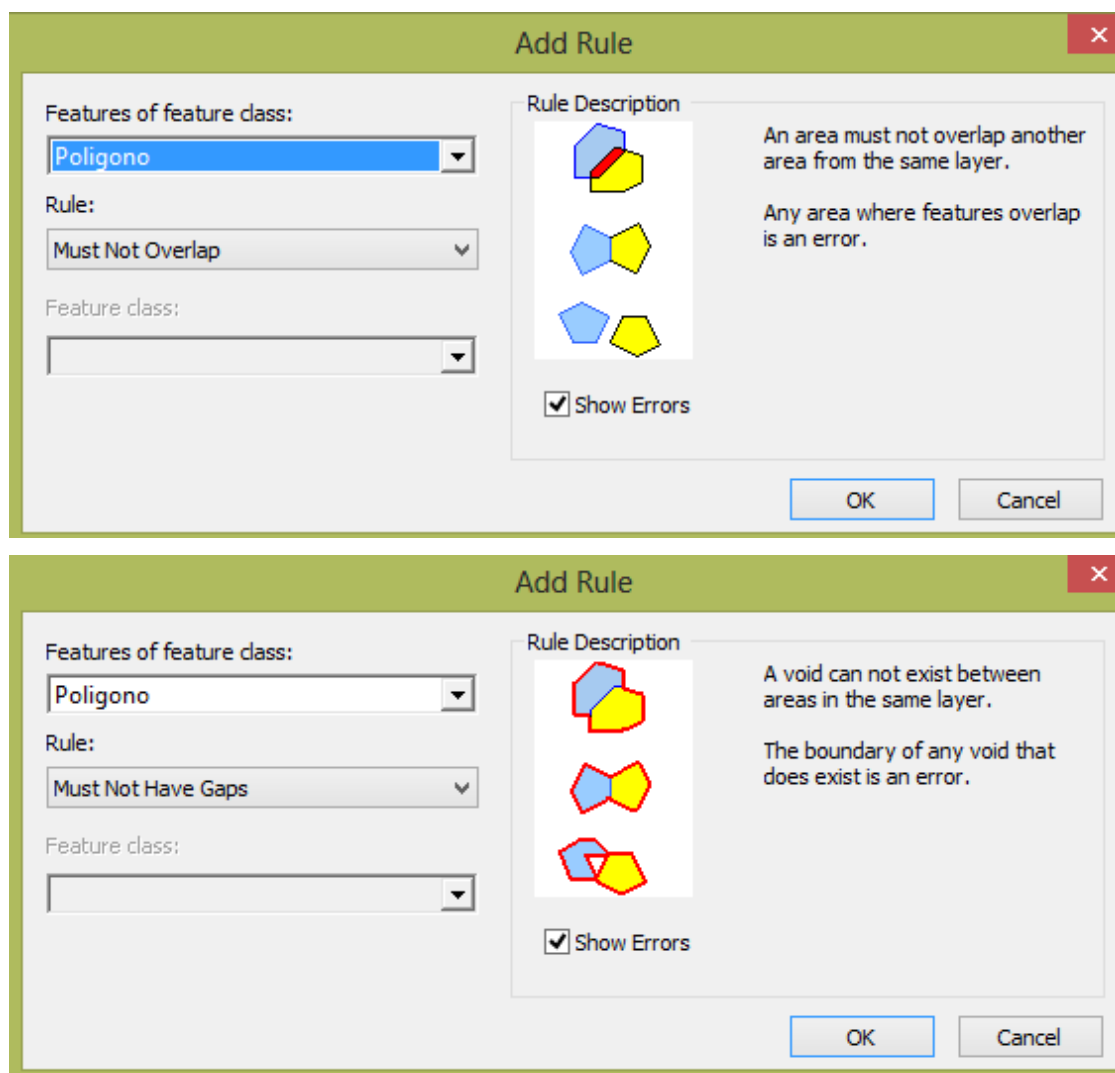 Add Rule
Features of feature class:
Poligono
Rule:
Must Not Overlap
Feature class:
Rule Description
An area must not overlap another
area from the same layer.
Any area where features overlap
is an error.
Show Errors
OK
Cancel
Add Rule
Features of feature class:
Poligono
Rule:
Must Not Have Gaps
Feature class:
Rule Description
A void can not exist between
areas in the same layer.
The boundary of any void that
does exist is an error.
Show Errors
OK
Cancel